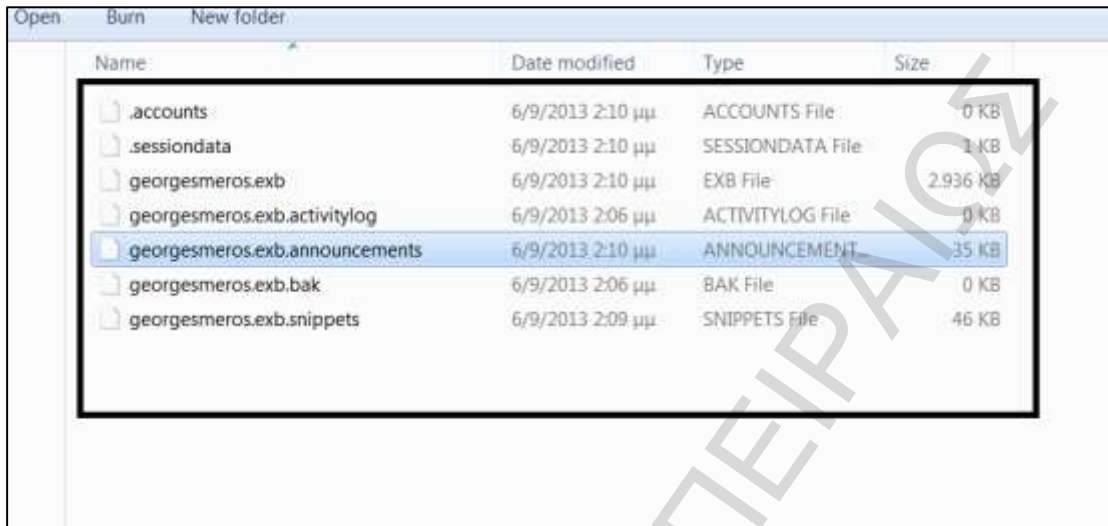 Open Burn New folder
Name Date modified Type Size
.accounts 6/9/2013 2:10 μμ ACCOUNTS File 0 KB
.sessiondata 6/9/2013 2:10 μμ SESSIONDATA File 1 KB
georgesmeros.exb 6/9/2013 2:10 μμ EXB File 2.936 KB
georgesmeros.exb.activitylog 6/9/2013 2:06 μμ ACTIVITYLOG File 0 KB
georgesmeros.exb.announcements 6/9/2013 2:10 μμ ANNOUNCEMENT... 35 KB
georgesmeros.exb.bak 6/9/2013 2:06 μμ BAK File 0 KB
georgesmeros.exb.snippets 6/9/2013 2:09 μμ SNIPPETS File 46 KB
ΠΕΙΡΑΙΩΣ